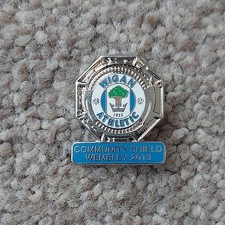 WIGAN
1932
ATHLETIC
COMMUNITY SHIELD
WEMBLEY 2013